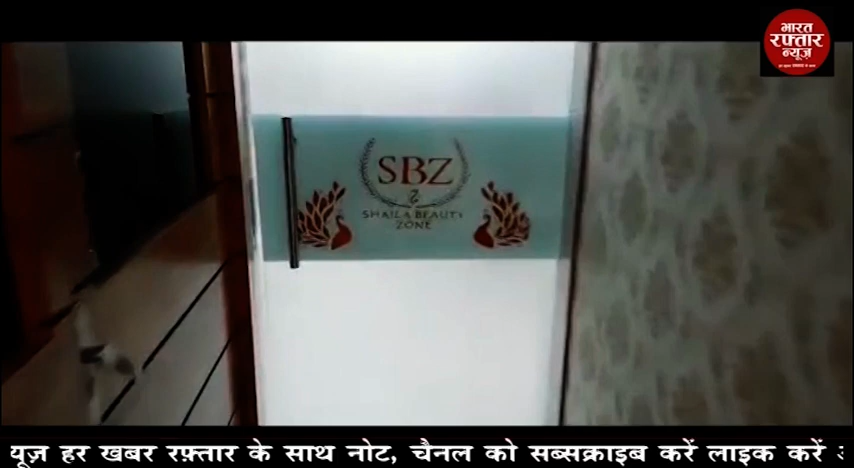 भारत
रफ्तार
न्यूज़
SBZ
SHAILA BEAUTY
ZONE
यूज़ हर खबर रफ़्तार के साथ नोट, चैनल को सब्सक्राइब करें लाइक करें